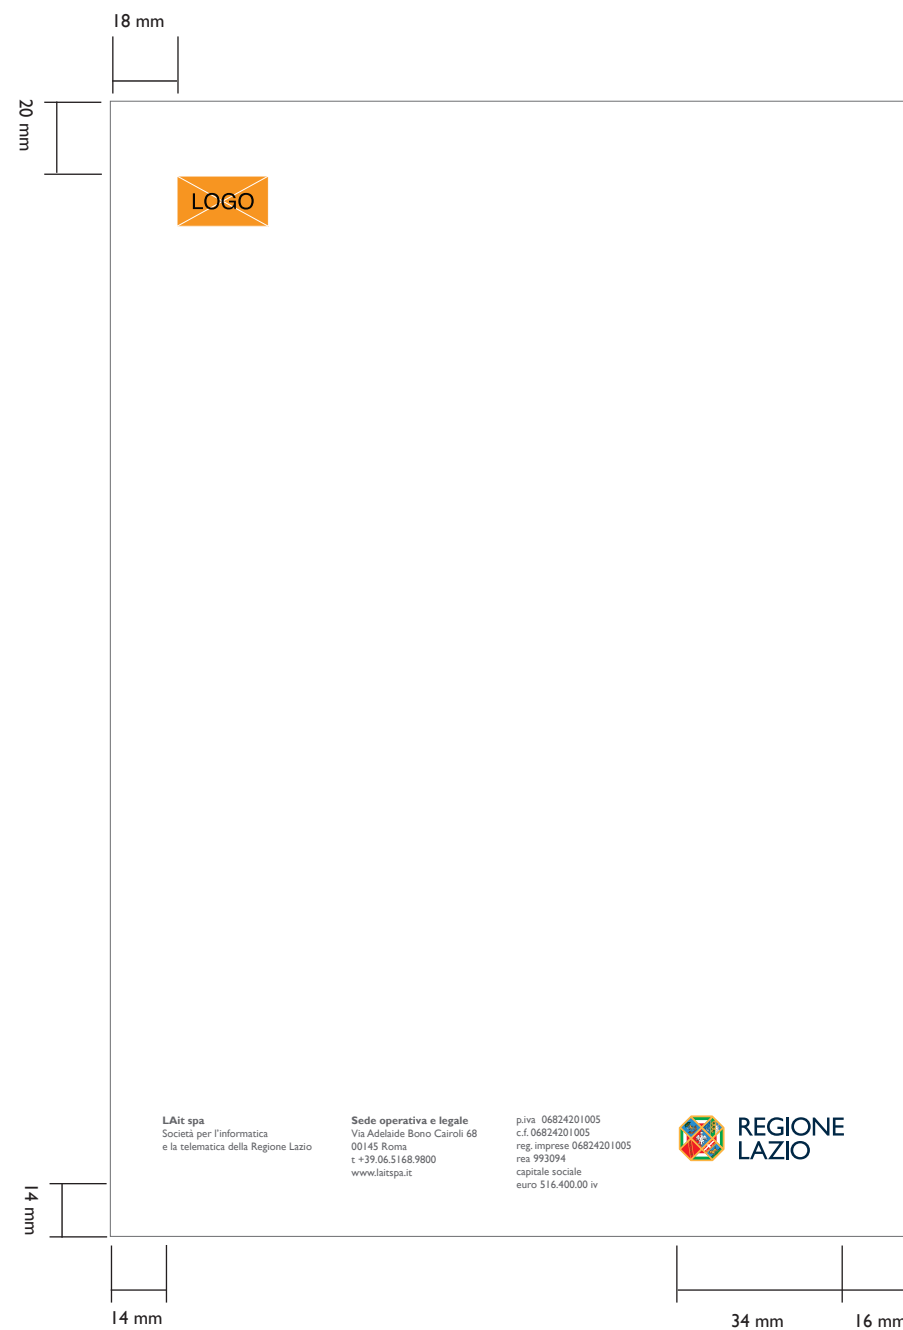 18 mm
20 mm
LOGO
LAit spa
Società per l'informatica
e la telematica della Regione Lazio
Sede operativa e legale
Via Adelaide Bono Cairoli 68
00145 Roma
t +39.06.5168.9800
www.laitspa.it
p.iva 06824201005
c.f. 06824201005
reg. imprese 06824201005
rea 993094
capitale sociale
euro 516.400.00 iv
REGIONE
LAZIO
14 mm
14 mm
34 mm
16 mm